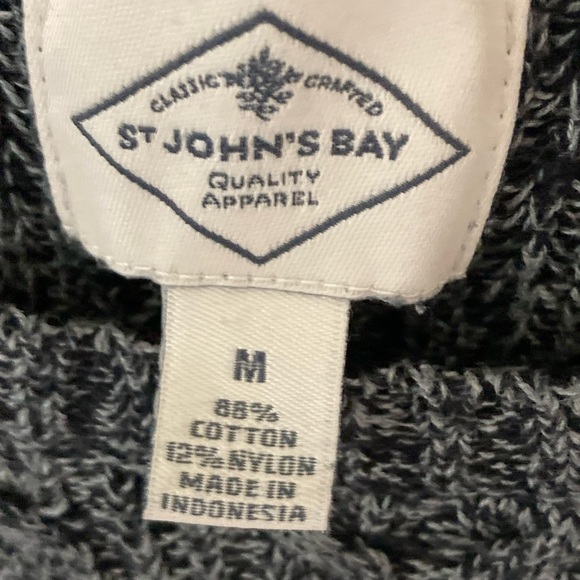 CLASSIC CRAFTED
ST JOHN'S BAY
QUALITY
APPAREL
M
88%
COTTON
12% NYLON
MADE IN
INDONESIA